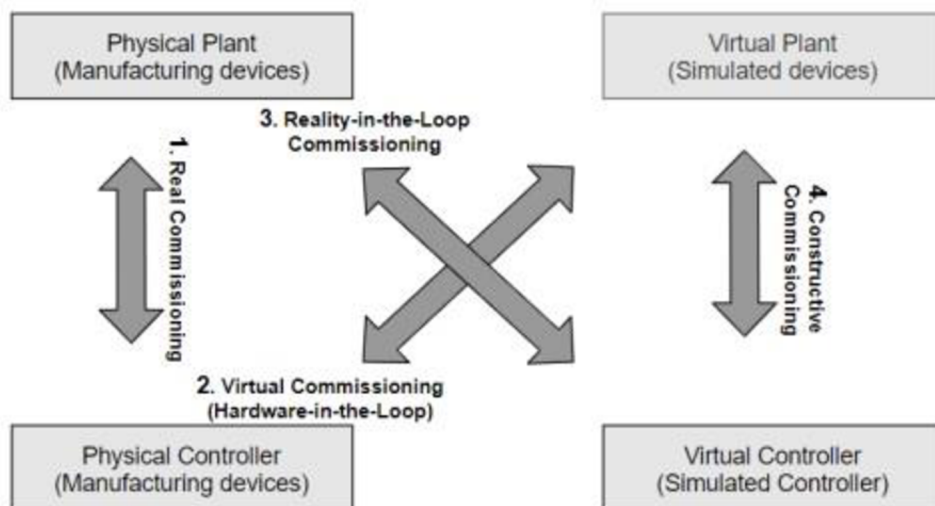 Physical Plant
(Manufacturing devices)
Virtual Plant
(Simulated devices)
3. Reality-in-the-Loop
Commissioning
1. Real Commissioning
4. Constructive
Commissioning
2. Virtual Commissioning
(Hardware-in-the-Loop)
Physical Controller
(Manufacturing devices)
Virtual Controller
(Simulated Controller)